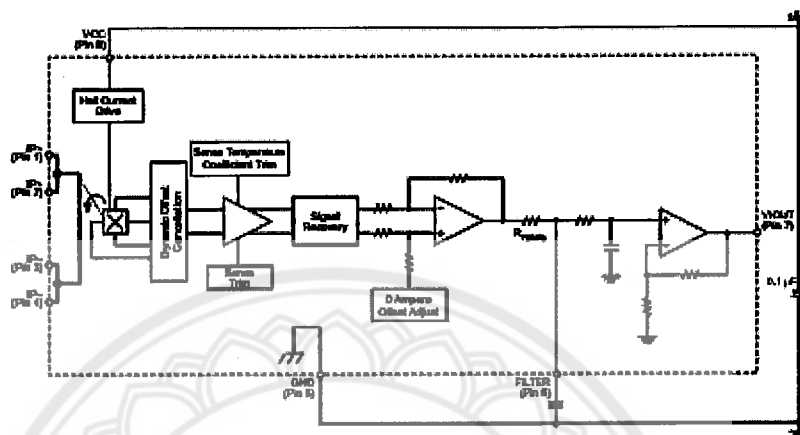 VCC
(Pin 8)
Hall Current
Drive
IP+
(Pin 1)
IP+
(Pin 2)
IP-
(Pin 3)
IP-
(Pin 4)
Dynamic Offset
Cancellation
Sense Temperature
Coefficient Trim
Sense
Trim
Signal
Recovery
0 Ampere
Offset Adjust
VIOUT
(Pin 7)
0.1 µF
GND
(Pin 5)
FILTER
(Pin 6)